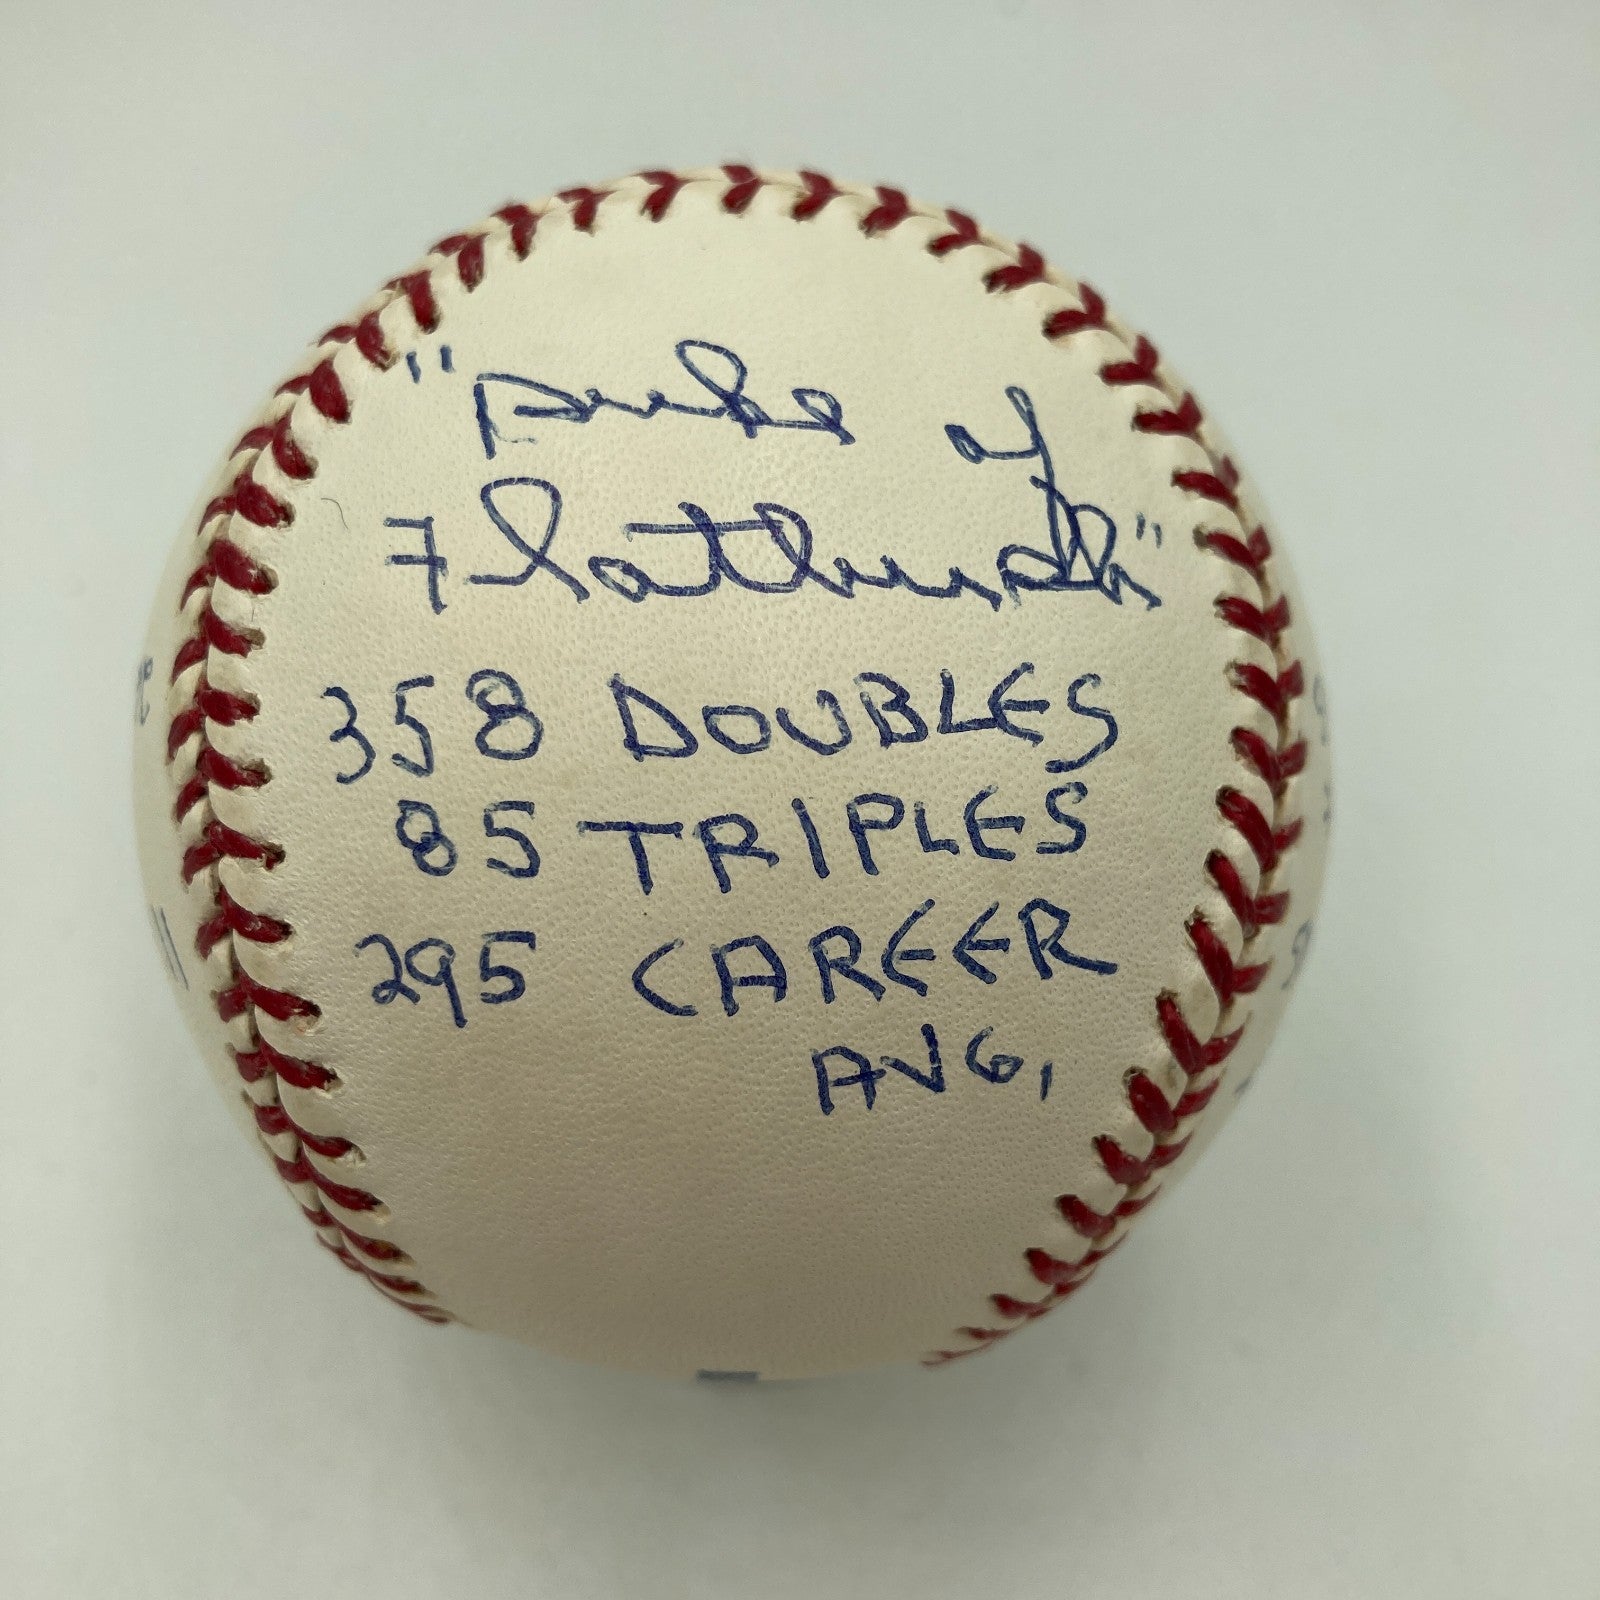 "Duke of
Flatbush"
358 DOUBLES
85 TRIPLES
295 CAREER
AVG.